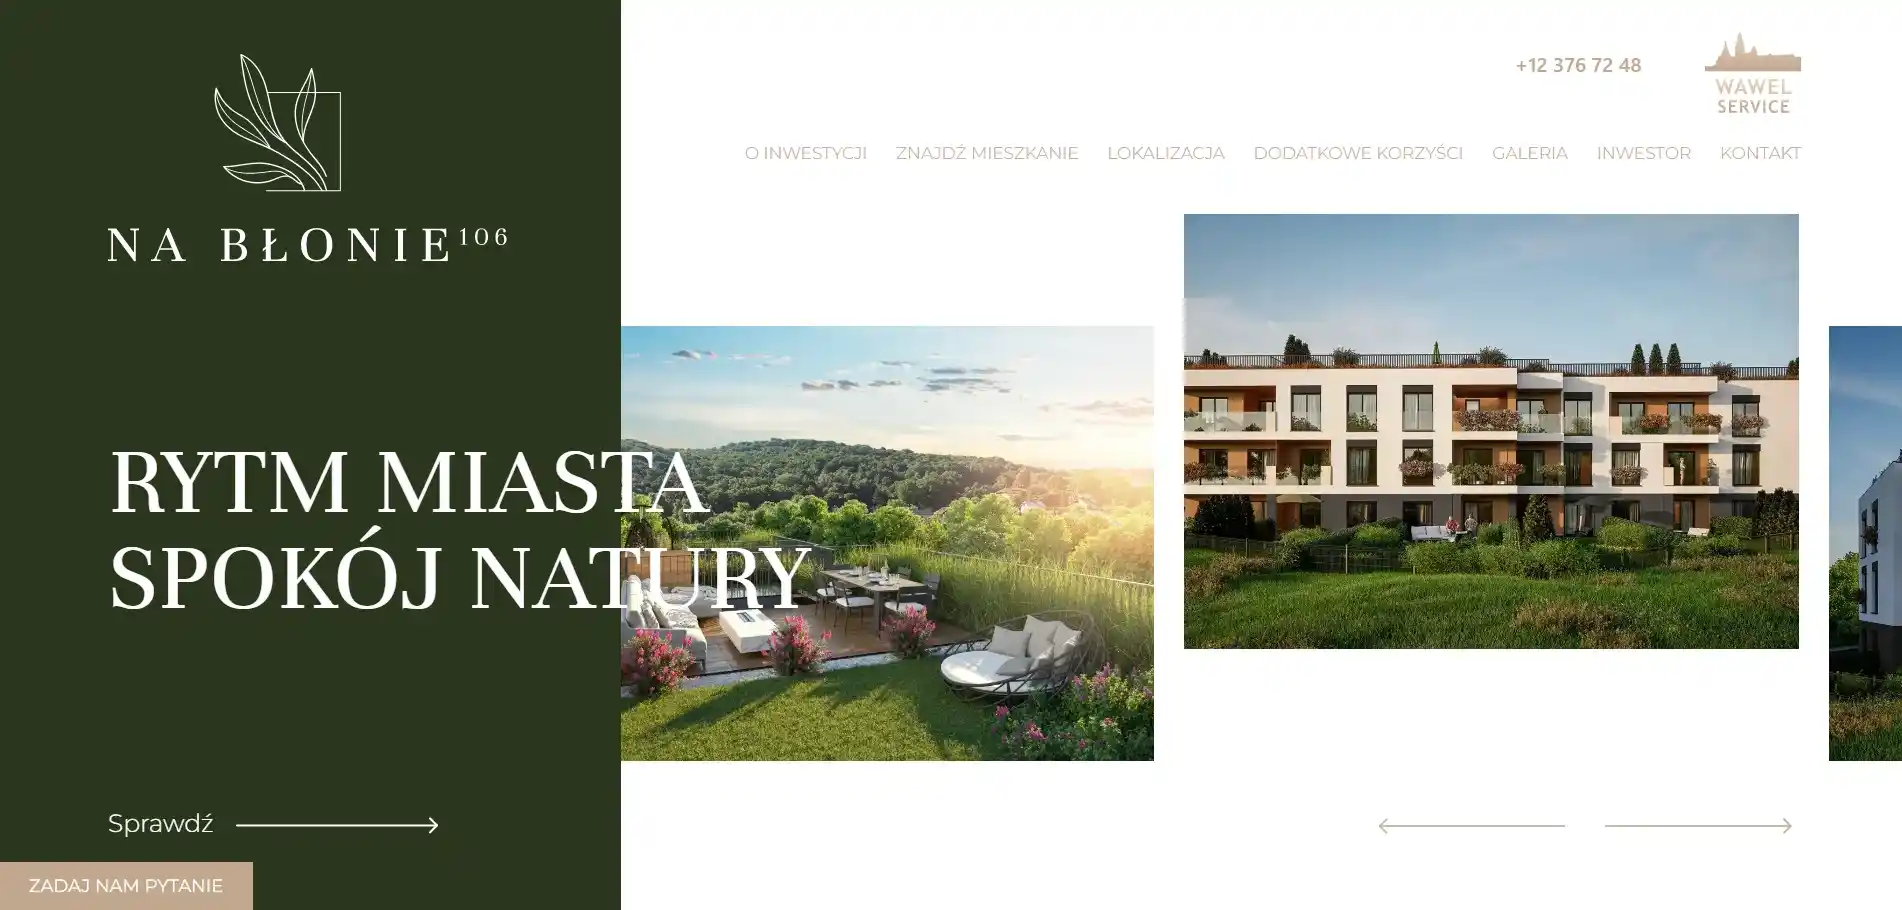 NA BŁONIE 106
+12 376 72 48
WAWEL
SERVICE
O INWESTYCJI ZNAJDŹ MIESZKANIE LOKALIZACJA DODATKOWE KORZYŚCI GALERIA INWESTOR KONTAKT
RYTM MIASTA
SPOKÓJ NATURY
Sprawdź
ZADAJ NAM PYTANIE